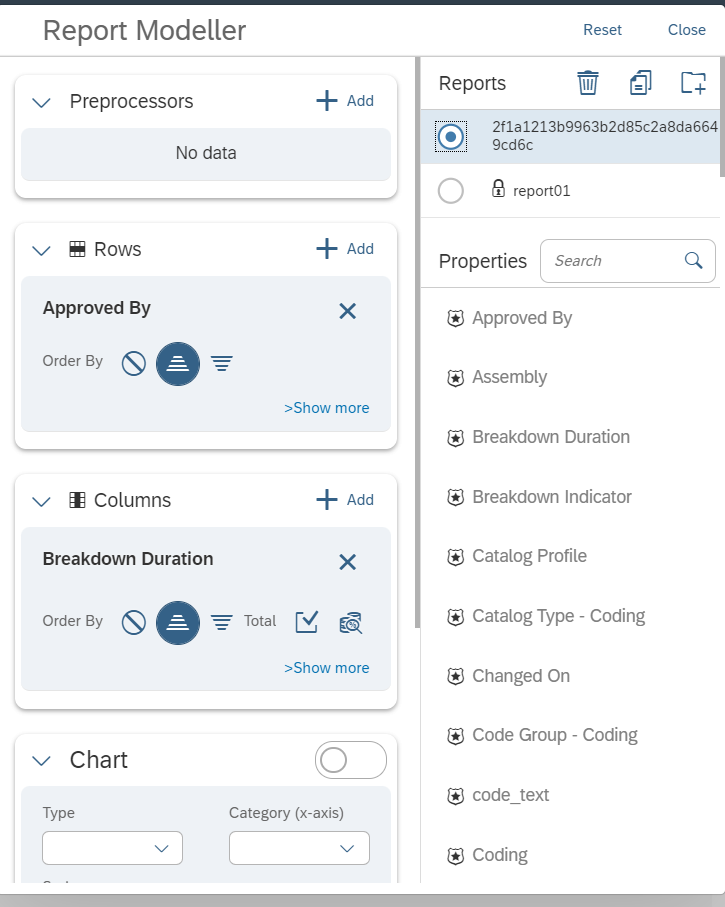 Report Modeller
Reset
Close
Preprocessors
Add
No data
Rows
Add
Approved By
Order By
>Show more
Columns
Add
Breakdown Duration
Order By
Total
>Show more
Chart
Type
Category (x-axis)
Reports
2f1a1213b9963b2d85c2a8da664
9cd6c
report01
Properties
Search
Approved By
Assembly
Breakdown Duration
Breakdown Indicator
Catalog Profile
Catalog Type - Coding
Changed On
Code Group - Coding
code_text
Coding